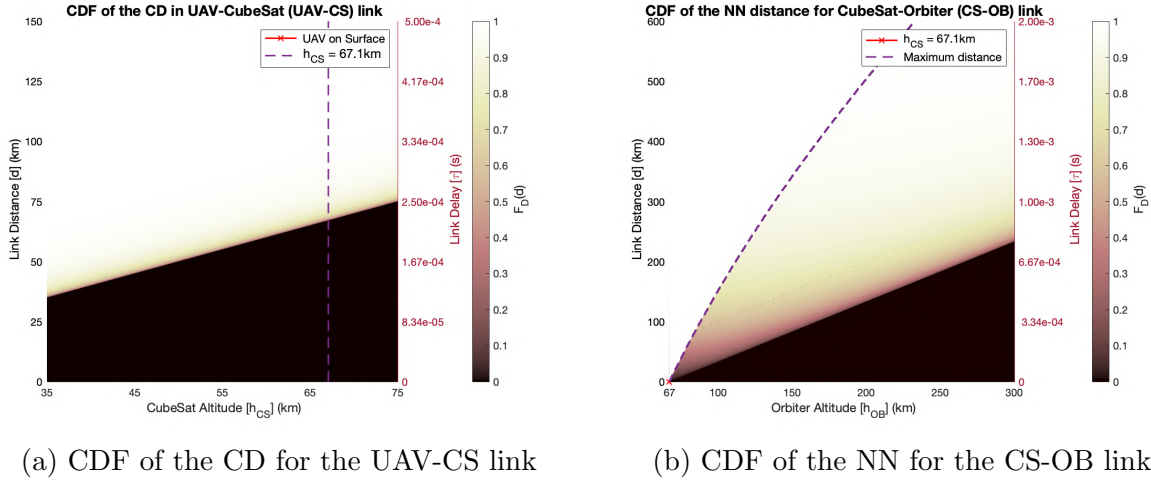 CDF of the CD in UAV-CubeSat (UAV-CS) link
150
125
100
75
50
25
0
Link Distance [d] (km)
35
45
55
65
75
CubeSat Altitude [h_CS] (km)
UAV on Surface
h_CS = 67.1km
5.00e-4
4.17e-04
3.34e-04
2.50e-04
1.67e-04
8.34e-05
0
Link Delay [τ] (s)
1
0.9
0.8
0.7
0.6
0.5
0.4
0.3
0.2
0.1
0
F_D(d)
(a) CDF of the CD for the UAV-CS link
CDF of the NN distance for CubeSat-Orbiter (CS-OB) link
600
500
400
300
200
100
0
Link Distance [d] (km)
67
100
150
200
250
300
Orbiter Altitude [h_OB] (km)
h_CS = 67.1km
Maximum distance
2.00e-3
1.70e-3
1.30e-3
1.00e-3
6.67e-04
3.34e-04
0
Link Delay [τ] (s)
1
0.9
0.8
0.7
0.6
0.5
0.4
0.3
0.2
0.1
0
F_D(d)
(b) CDF of the NN for the CS-OB link